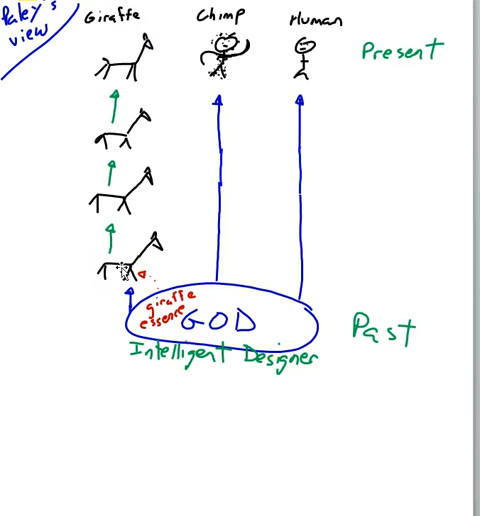 Paley's
view
Giraffe
Chimp
Human
Present
giraffe
essence
GOD
Intelligent Designer
Past